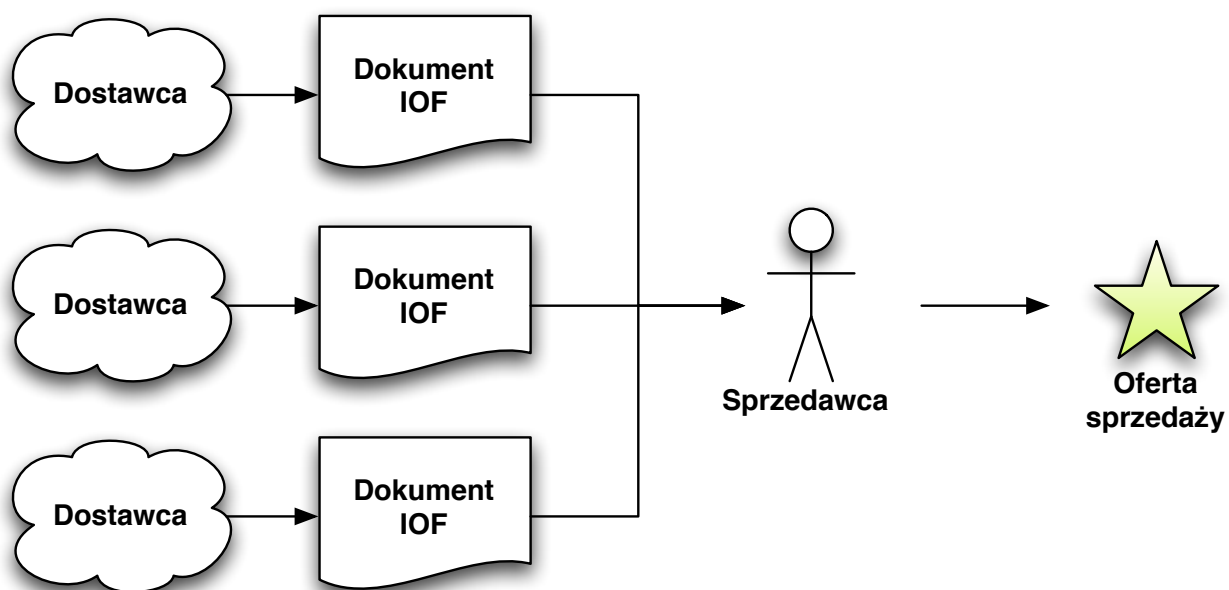 Dostawca
Dokument
IOF
Dostawca
Dokument
IOF
Sprzedawca
Oferta
sprzedaży
Dostawca
Dokument
IOF